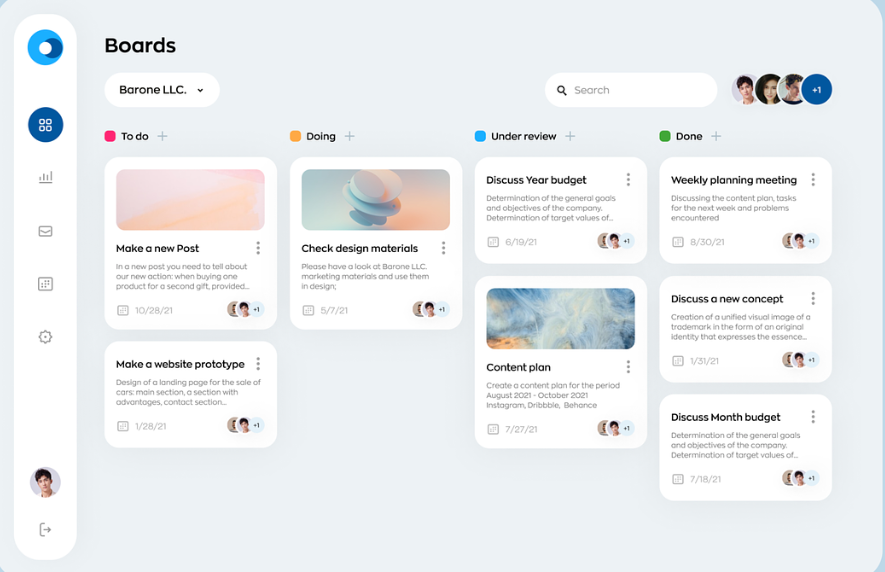 Boards
Barone LLC.
Search
+1
To do
Doing
Under review
Done
Make a new Post
In a new post you need to tell about
our new action: when buying one
product for a second gift, provided...
10/28/21
+1
Make a website prototype
Design of a landing page for the sale of
cars: main section, a section with
advantages, contact section...
1/28/21
+1
Check design materials
Please have a look at Barone LLC.
marketing materials and use them
in design;
5/7/21
+1
Discuss Year budget
Determination of the general goals
and objectives of the company.
Determination of target values of...
6/19/21
+1
Content plan
Create a content plan for the period
August 2021 - October 2021
Instagram, Dribbble, Behance
7/27/21
+1
Weekly planning meeting
Discussing the content plan, tasks
for the next week and problems
encountered
8/30/21
+1
Discuss a new concept
Creation of a unified visual image of a
trademark in the form of an original
identity that expresses the essence...
1/31/21
+1
Discuss Month budget
Determination of the general goals
and objectives of the company.
Determination of target values of...
7/18/21
+1